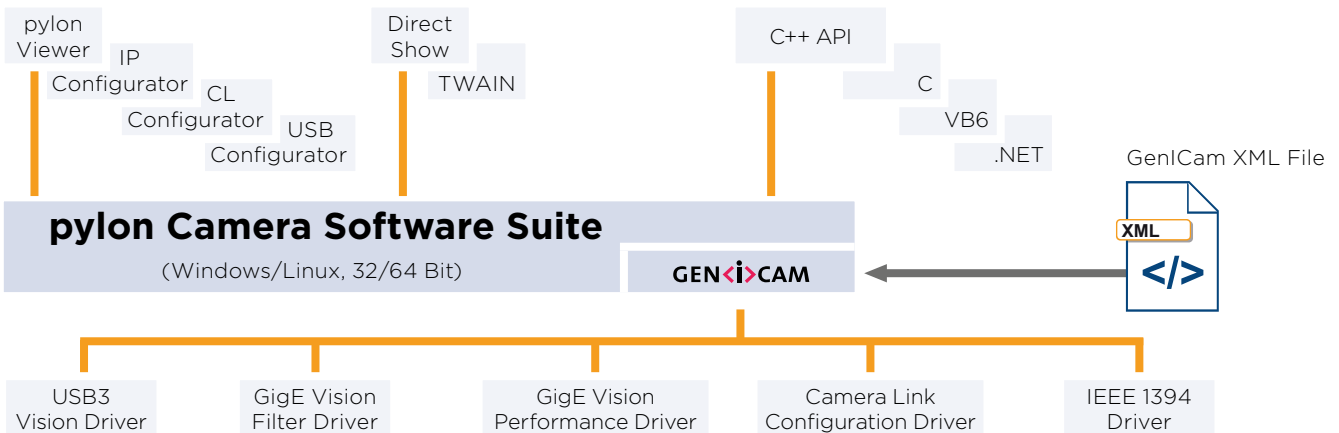 pylon
Viewer
IP
Configurator
CL
Configurator
USB
Configurator
Direct
Show
TWAIN
C++ API
C
VB6
.NET
GenICam XML File
XML
</>
pylon Camera Software Suite
(Windows/Linux, 32/64 Bit)
GEN<i>CAM
USB3
Vision Driver
GigE Vision
Filter Driver
GigE Vision
Performance Driver
Camera Link
Configuration Driver
IEEE 1394
Driver